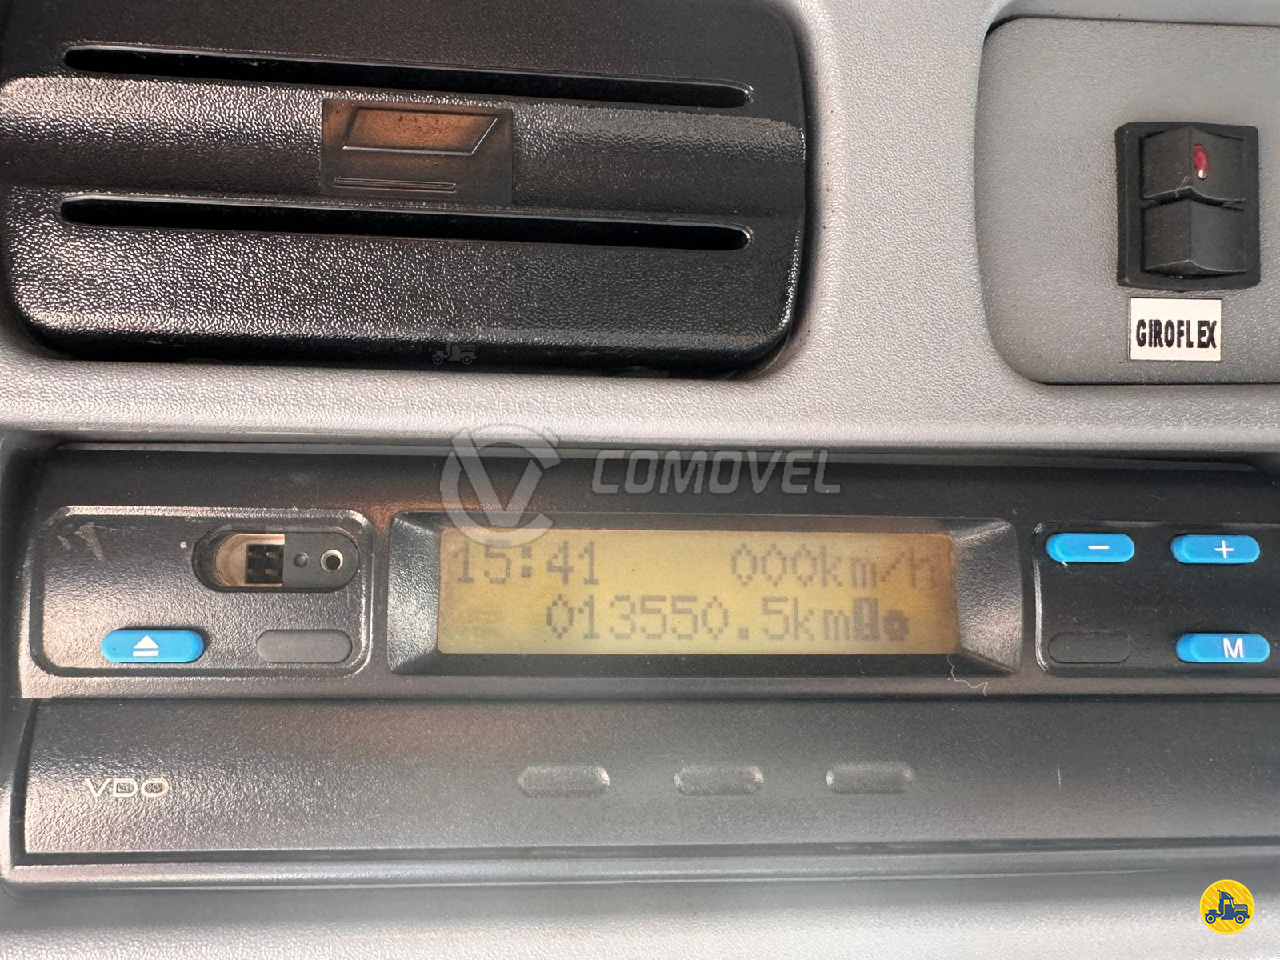 GIROFLEX
COMOVEL
15:41 000km/h
013550.5km
- +
M
VDO